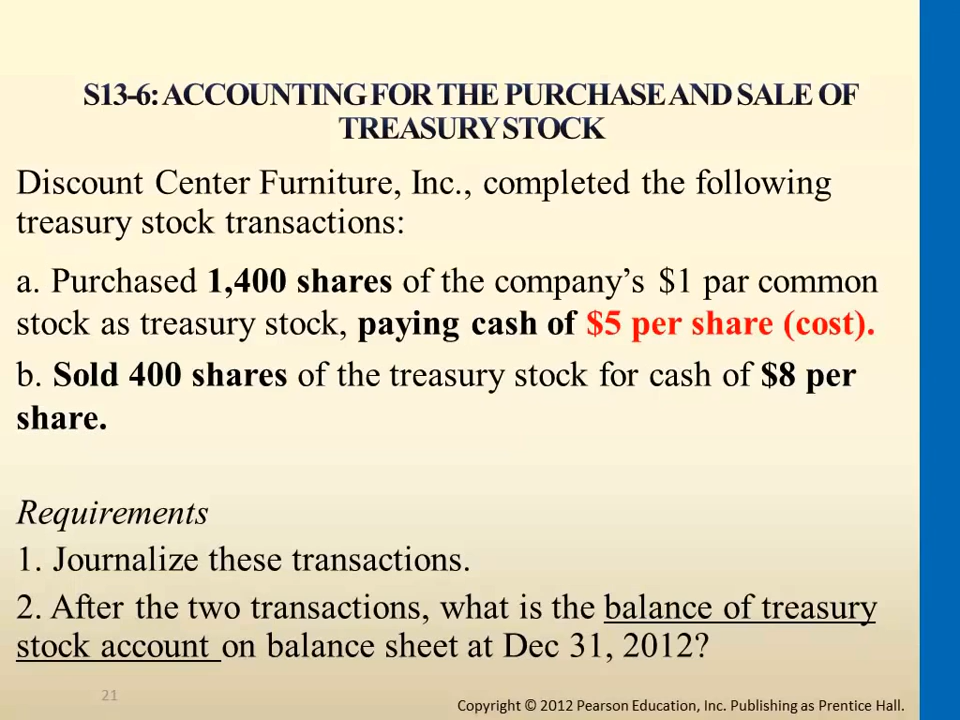 S13-6: ACCOUNTING FOR THE PURCHASE AND SALE OF
TREASURY STOCK
Discount Center Furniture, Inc., completed the following
treasury stock transactions:
a. Purchased 1,400 shares of the company’s $1 par common
stock as treasury stock, paying cash of $5 per share (cost).
b. Sold 400 shares of the treasury stock for cash of $8 per
share.
Requirements
1. Journalize these transactions.
2. After the two transactions, what is the balance of treasury
stock account on balance sheet at Dec 31, 2012?
21
Copyright © 2012 Pearson Education, Inc. Publishing as Prentice Hall.